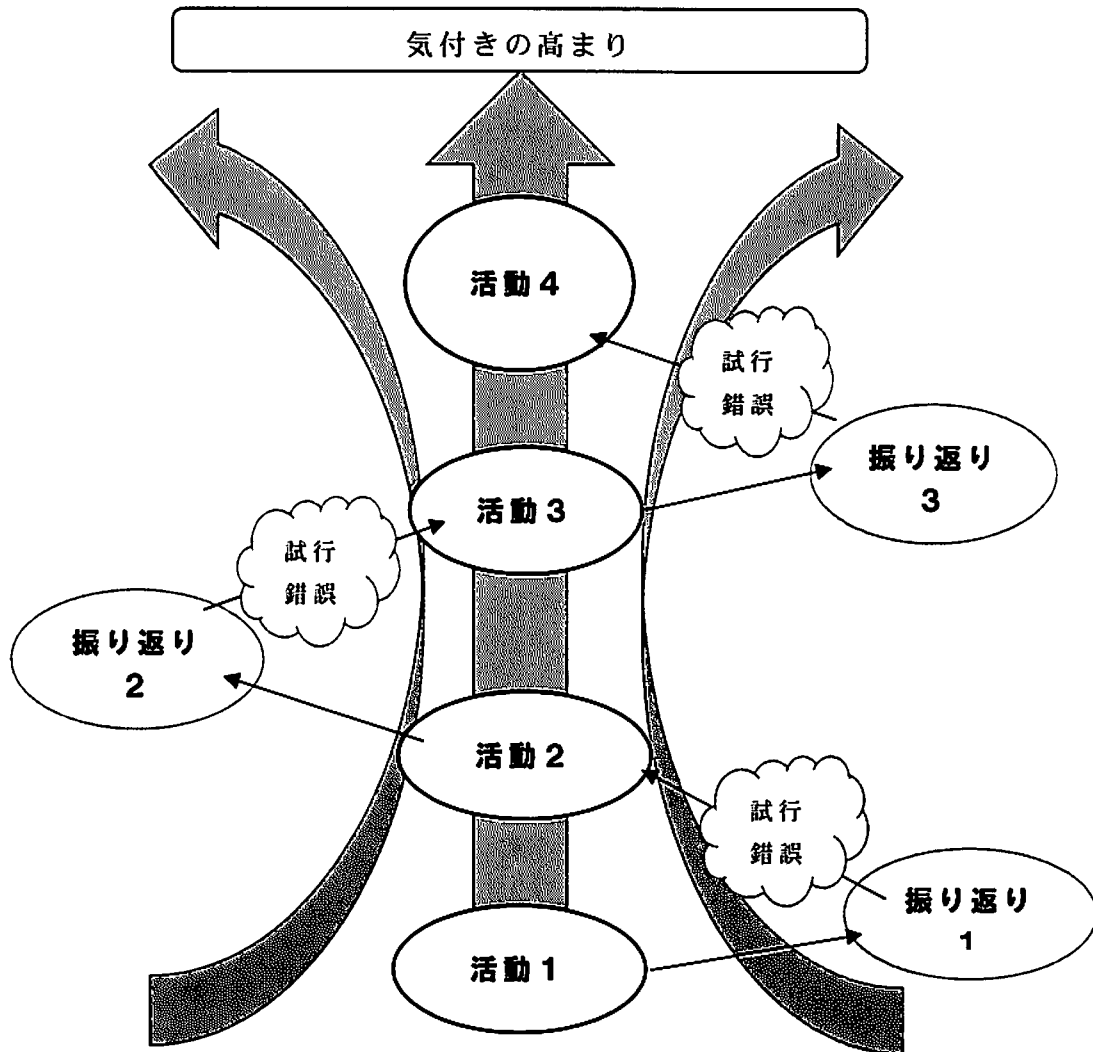 気付きの高まり
活動４
試行
錯誤
振り返り
３
活動３
試行
錯誤
振り返り
２
活動２
試行
錯誤
振り返り
１
活動１